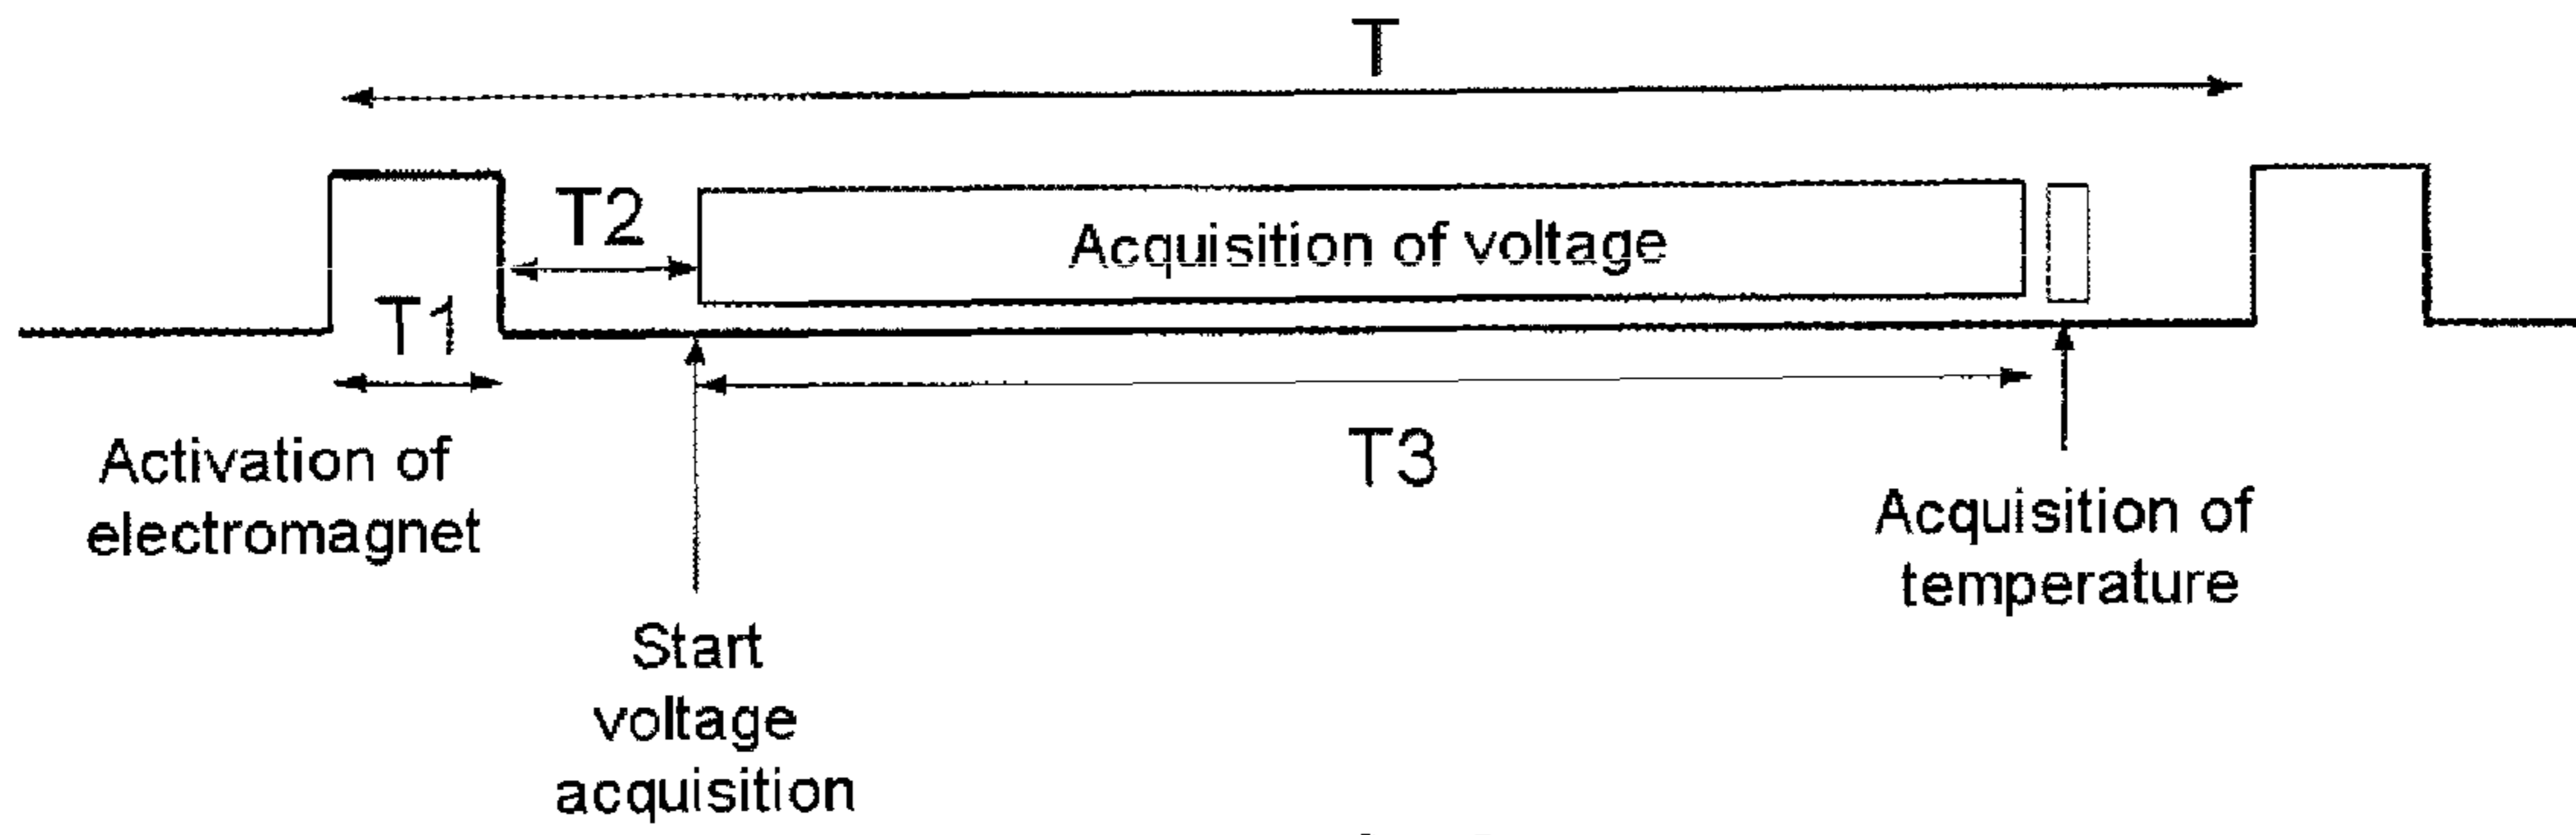 T
T2
Acquisition of voltage
T1
Activation of
electromagnet
T3
Acquisition of
temperature
Start
voltage
acquisition